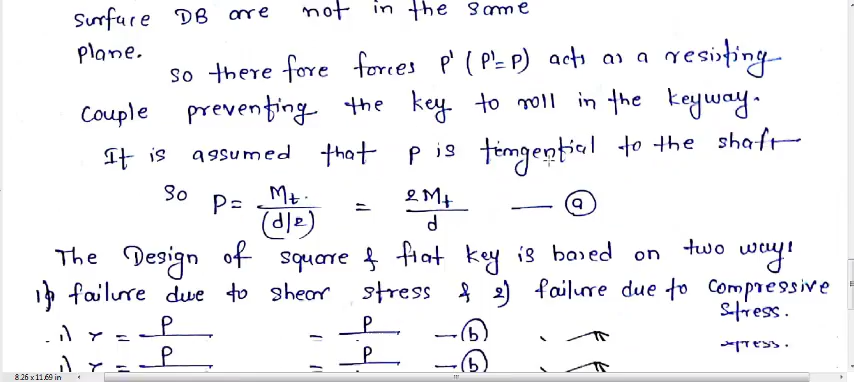 surface DB are not in the same
plane.
so there fore forces P' (P'=P) acts as a resisting
couple preventing the key to roll in the keyway.
It is assumed that P is tangential to the shaft
so P = Mt. / (d/2) = 2Mt / d — (a)
The Design of square & flat key is based on two ways
1) failure due to shear stress & 2) failure due to compressive
stress.
1) τ = P = P — (b)
stress.
1) τ = P = P — (b)
8.26 x 11.69 in